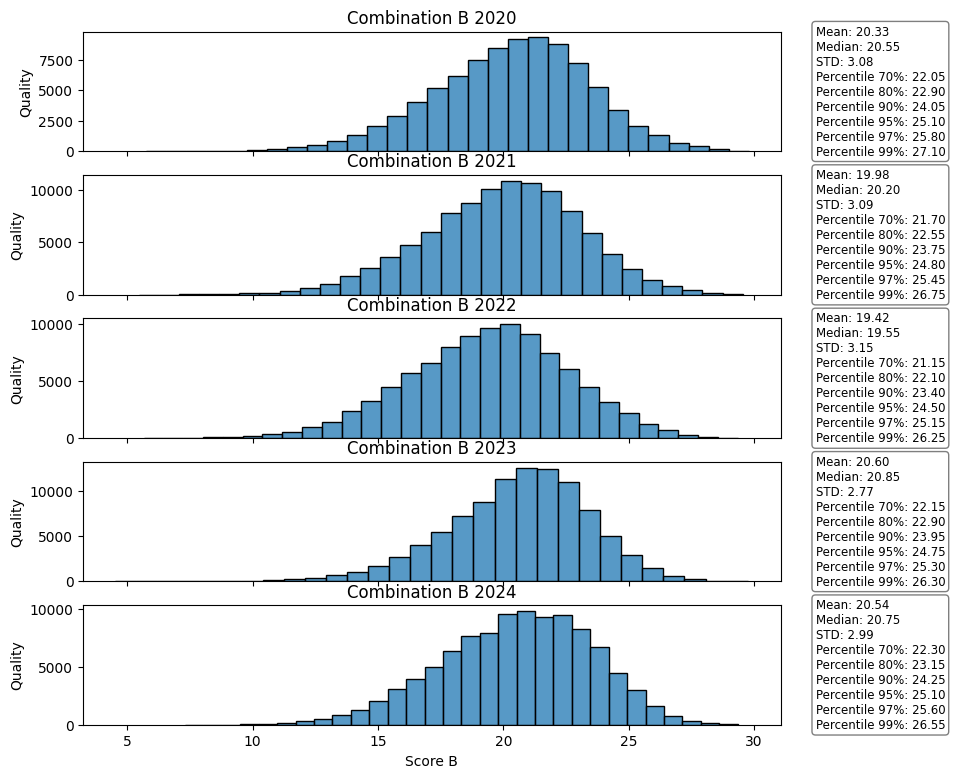 Combination B 2020
Quality
7500
5000
2500
0
Mean: 20.33
Median: 20.55
STD: 3.08
Percentile 70%: 22.05
Percentile 80%: 22.90
Percentile 90%: 24.05
Percentile 95%: 25.10
Percentile 97%: 25.80
Percentile 99%: 27.10
Combination B 2021
Quality
10000
5000
0
Mean: 19.98
Median: 20.20
STD: 3.09
Percentile 70%: 21.70
Percentile 80%: 22.55
Percentile 90%: 23.75
Percentile 95%: 24.80
Percentile 97%: 25.45
Percentile 99%: 26.75
Combination B 2022
Quality
10000
5000
0
Mean: 19.42
Median: 19.55
STD: 3.15
Percentile 70%: 21.15
Percentile 80%: 22.10
Percentile 90%: 23.40
Percentile 95%: 24.50
Percentile 97%: 25.15
Percentile 99%: 26.25
Combination B 2023
Quality
10000
5000
0
Mean: 20.60
Median: 20.85
STD: 2.77
Percentile 70%: 22.15
Percentile 80%: 22.90
Percentile 90%: 23.95
Percentile 95%: 24.75
Percentile 97%: 25.30
Percentile 99%: 26.30
Combination B 2024
Quality
10000
5000
0
Mean: 20.54
Median: 20.75
STD: 2.99
Percentile 70%: 22.30
Percentile 80%: 23.15
Percentile 90%: 24.25
Percentile 95%: 25.10
Percentile 97%: 25.60
Percentile 99%: 26.55
5 10 15 20 25 30
Score B